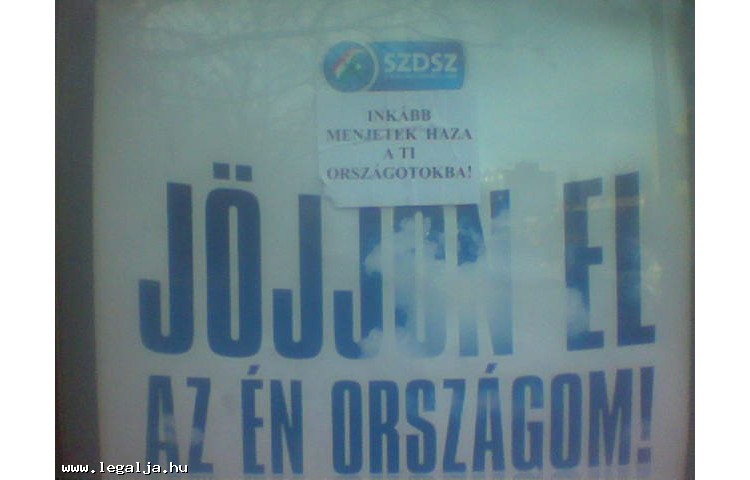 SZDSZ
INKÁBB
MENJETEK HAZA
A TI
ORSZÁGOTOKBA!
JÖJJÖN EL
AZ ÉN ORSZÁGOM!
www.legalja.hu